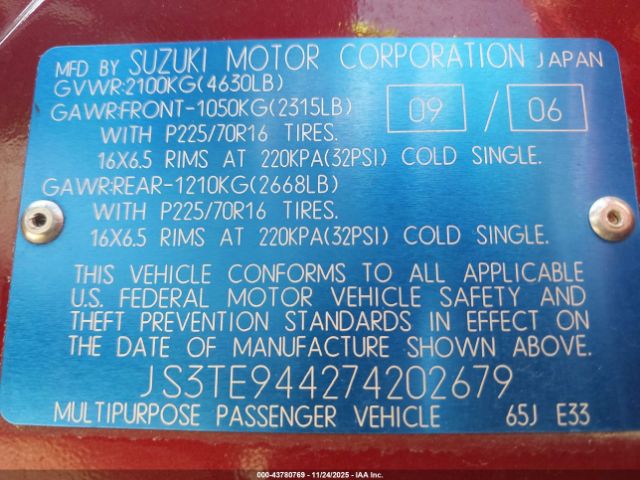 MFD BY SUZUKI MOTOR CORPORATION JAPAN
GVWR:2100KG(4630LB)
GAWR:FRONT-1050KG(2315LB) 09 / 06
WITH P225/70R16 TIRES.
16X6.5 RIMS AT 220KPA(32PSI) COLD SINGLE.
GAWR:REAR-1210KG(2668LB)
WITH P225/70R16 TIRES.
16X6.5 RIMS AT 220KPA(32PSI) COLD SINGLE.
THIS VEHICLE CONFORMS TO ALL APPLICABLE
U.S. FEDERAL MOTOR VEHICLE SAFETY AND
THEFT PREVENTION STANDARDS IN EFFECT ON
THE DATE OF MANUFACTURE SHOWN ABOVE.
JS3TE944274202679
MULTIPURPOSE PASSENGER VEHICLE 65J E33
000-43780769 - 11/24/2025 - IAA Inc.